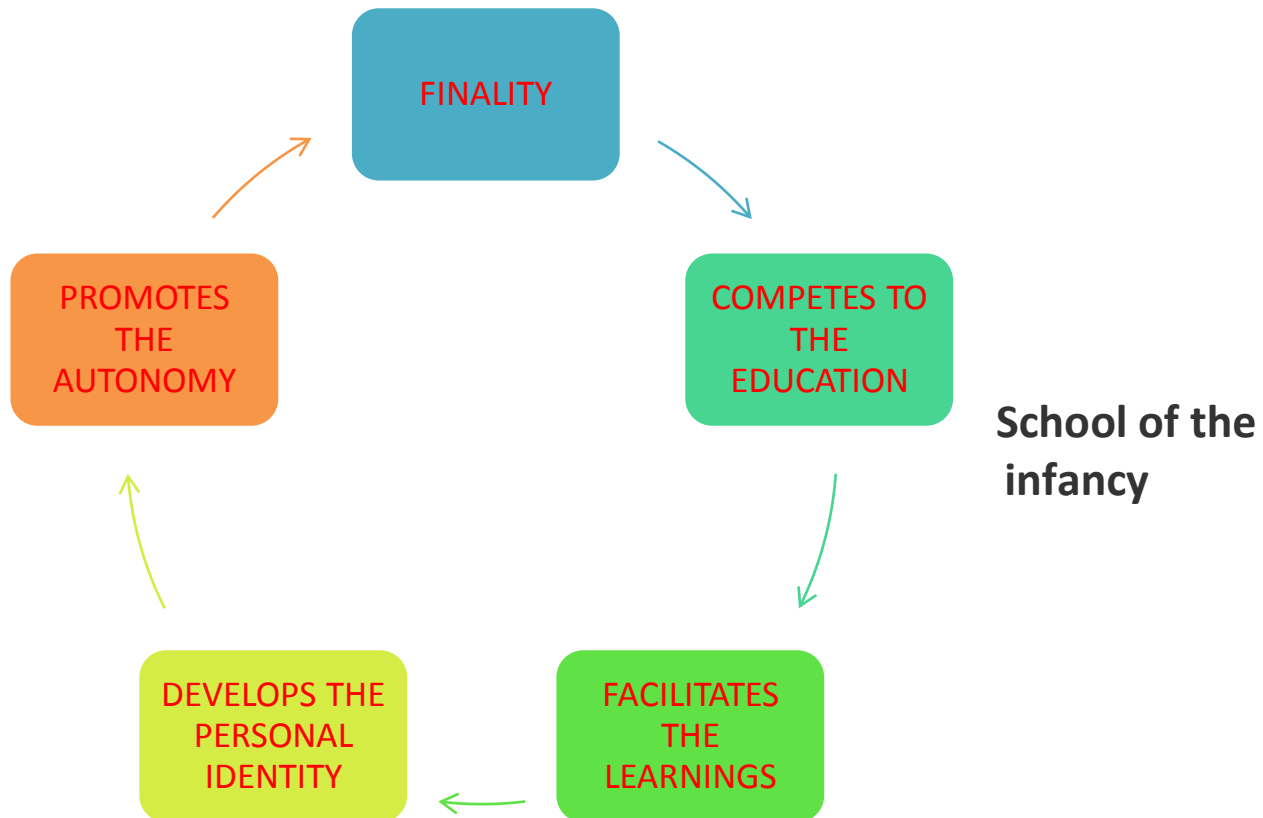 FINALITY
COMPETES TO
THE
EDUCATION
School of the
infancy
FACILITATES
THE
LEARNINGS
DEVELOPS THE
PERSONAL
IDENTITY
PROMOTES
THE
AUTONOMY